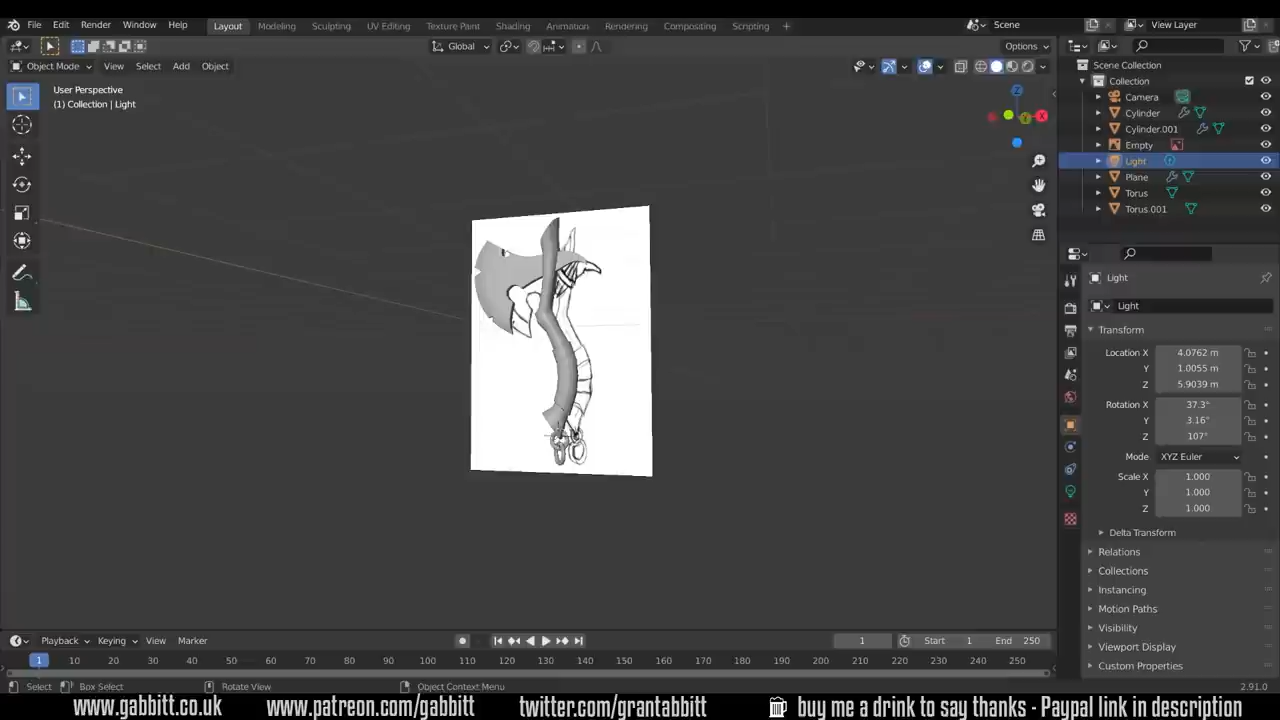 File Edit Render Window Help Layout Modeling Sculpting UV Editing Texture Paint Shading Animation Rendering Compositing Scripting + Scene View Layer
Global Options
Object Mode View Select Add Object
User Perspective
(1) Collection | Light
Z
X
Scene Collection
Collection
Camera
Cylinder
Cylinder.001
Empty
Light
Plane
Torus
Torus.001
Light
Light
Transform
Location X 4.0762 m
Y 1.0055 m
Z 5.9039 m
Rotation X 37.3°
Y 3.16°
Z 107°
Mode XYZ Euler
Scale X 1.000
Y 1.000
Z 1.000
Delta Transform
Relations
Collections
Instancing
Motion Paths
Visibility
Viewport Display
Custom Properties
Playback Keying View Marker 1 Start 1 End 250
1 10 20 30 40 50 60 70 80 90 100 110 120 130 140 150 160 170 180 190 200 210 220 230 240 250
Select Box Select Rotate View Object Context Menu 2.91.0
www.gabbitt.co.uk www.patreon.com/gabbitt twitter.com/grantabbitt buy me a drink to say thanks - Paypal link in description